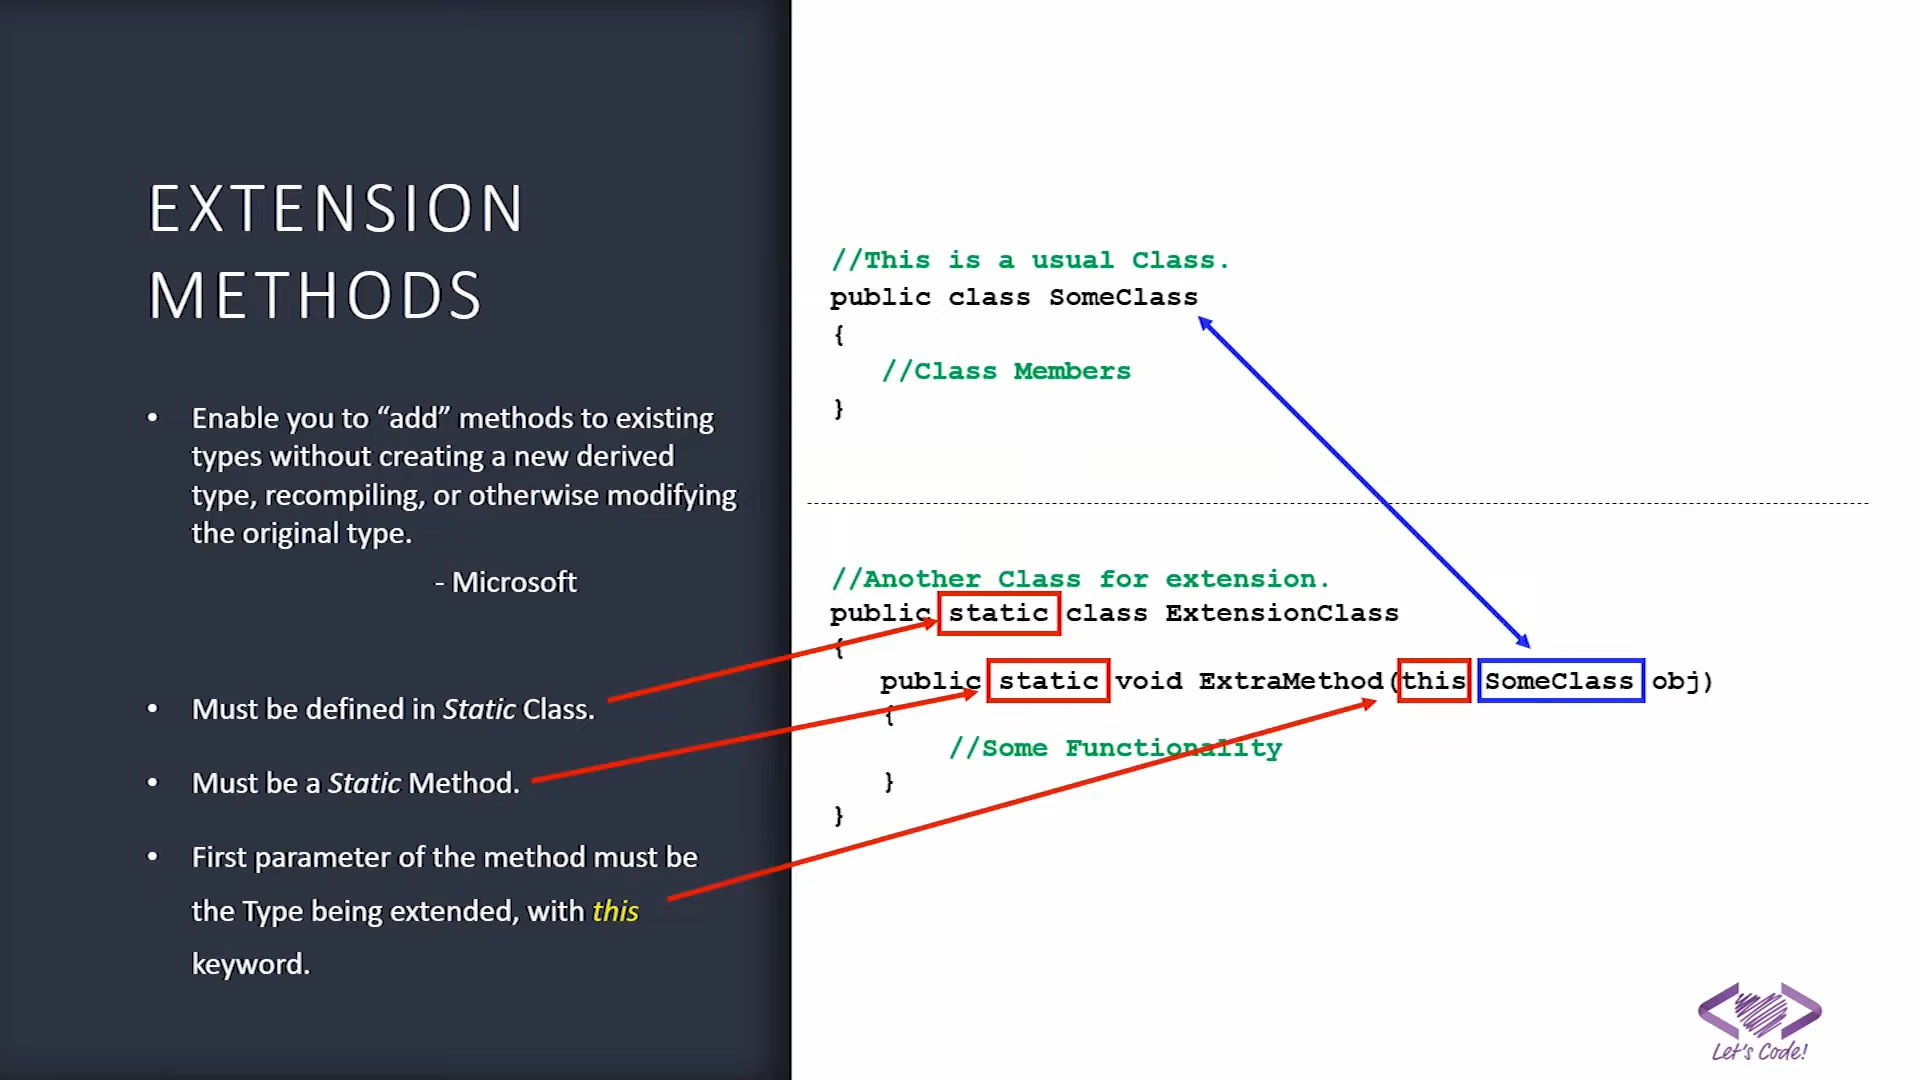 EXTENSION
METHODS
• Enable you to “add” methods to existing
types without creating a new derived
type, recompiling, or otherwise modifying
the original type.
- Microsoft
• Must be defined in Static Class.
• Must be a Static Method.
• First parameter of the method must be
the Type being extended, with this
keyword.
//This is a usual Class.
public class SomeClass
{
//Class Members
}
//Another Class for extension.
public static class ExtensionClass
{
public static void ExtraMethod(this SomeClass obj)
{
//Some Functionality
}
}
Let's Code!